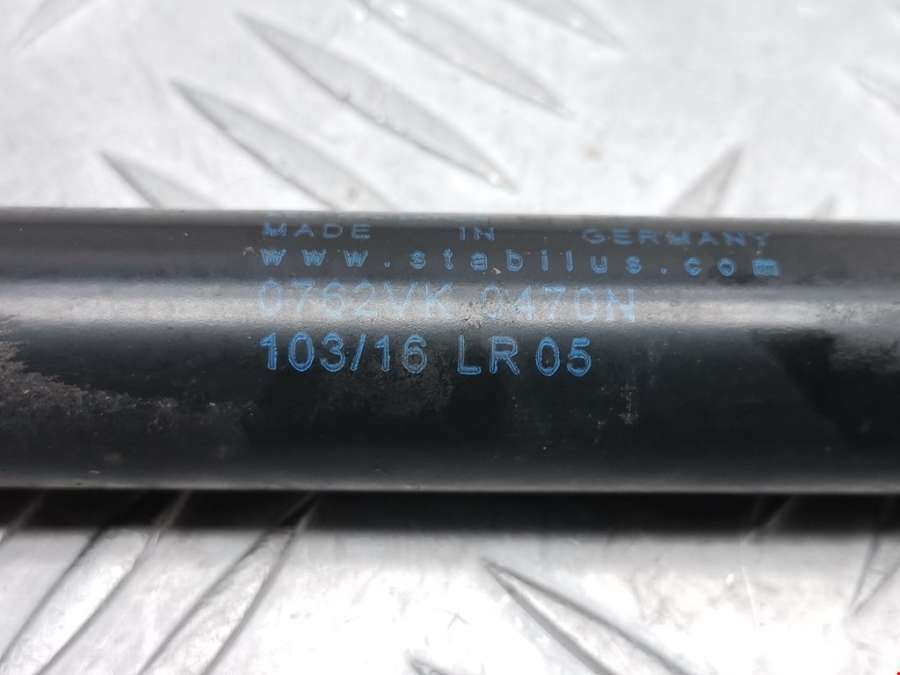 MADE IN GERMANY
www.stabilus.com
0762VK 0470N
103/16 LR 05